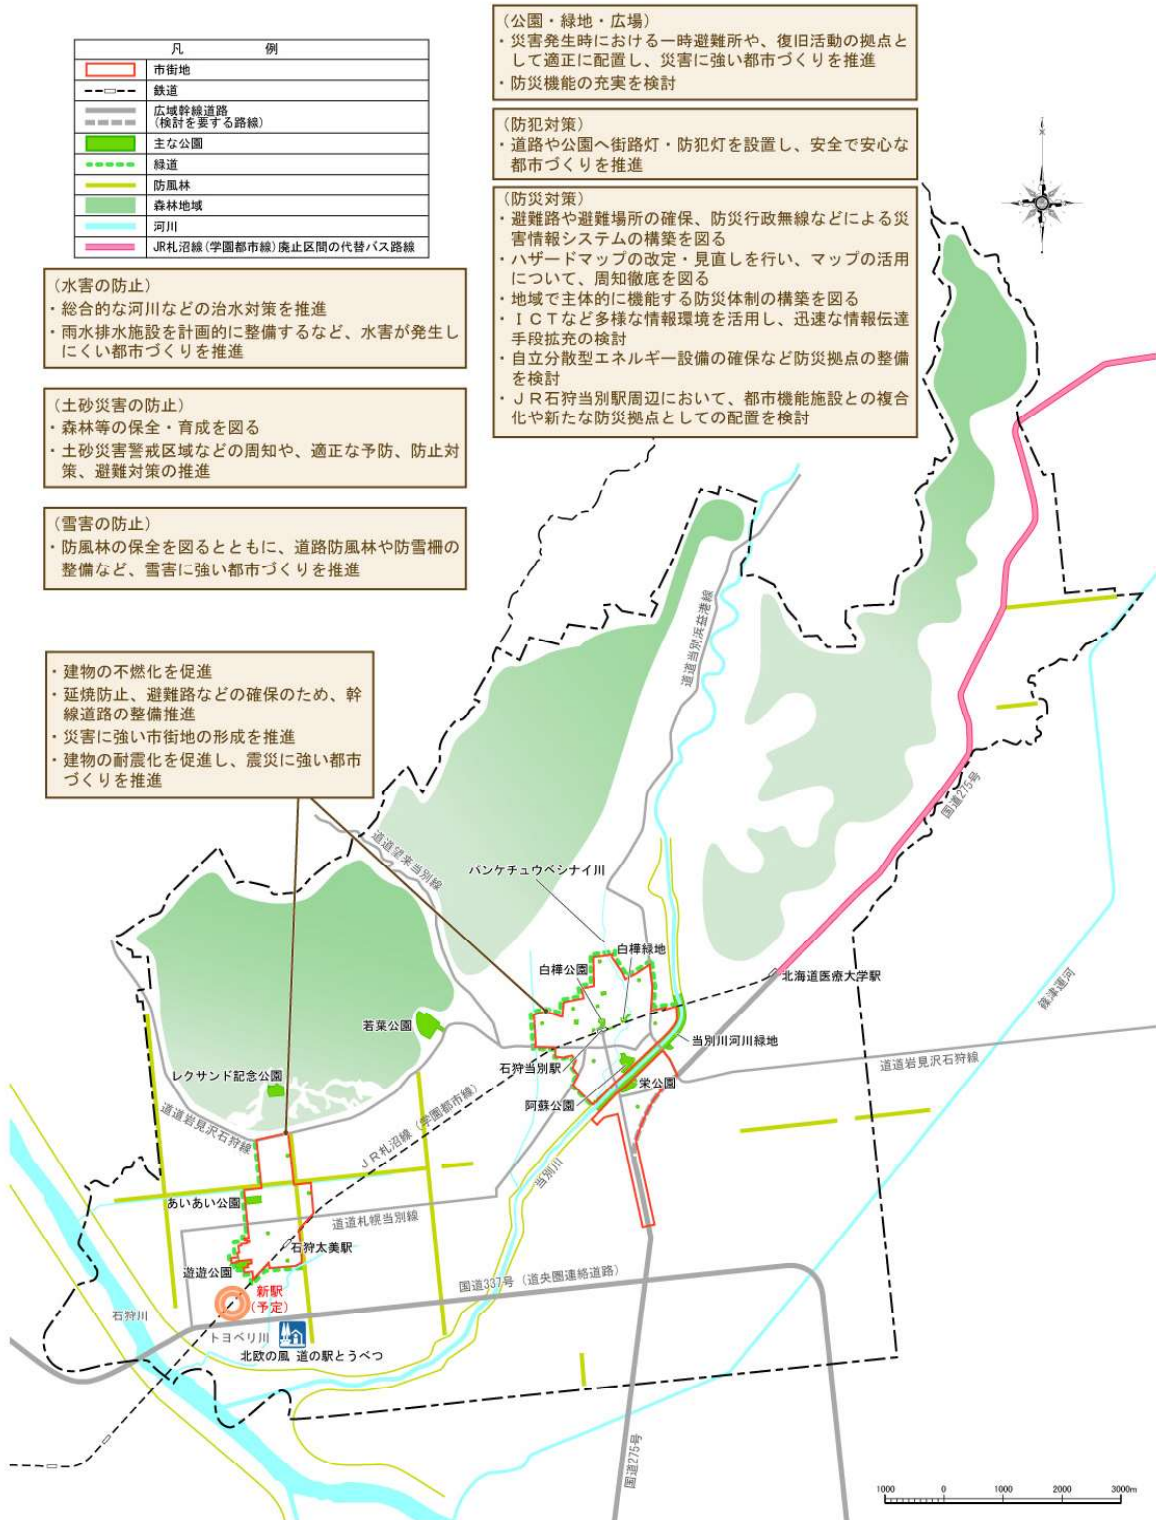 凡　例
市街地
鉄道
広域幹線道路
(検討を要する路線)
主な公園
緑道
防風林
森林地域
河川
JR札沼線(学園都市線)廃止区間の代替バス路線
(公園・緑地・広場)
・災害発生時における一時避難所や、復旧活動の拠点と
して適正に配置し、災害に強い都市づくりを推進
・防災機能の充実を検討
(防犯対策)
・道路や公園へ街路灯・防犯灯を設置し、安全で安心な
都市づくりを推進
(防災対策)
・避難路や避難場所の確保、防災行政無線などによる災
害情報システムの構築を図る
・ハザードマップの改定・見直しを行い、マップの活用
について、周知徹底を図る
・地域で主体的に機能する防災体制の構築を図る
・ＩＣＴなど多様な情報環境を活用し、迅速な情報伝達
手段拡充の検討
・自立分散型エネルギー設備の確保など防災拠点の整備
を検討
・ＪＲ石狩当別駅周辺において、都市機能施設との複合
化や新たな防災拠点としての配置を検討
(水害の防止)
・総合的な河川などの治水対策を推進
・雨水排水施設を計画的に整備するなど、水害が発生し
にくい都市づくりを推進
(土砂災害の防止)
・森林等の保全・育成を図る
・土砂災害警戒区域などの周知や、適正な予防、防止対
策、避難対策の推進
(雪害の防止)
・防風林の保全を図るとともに、道路防風林や防雪柵の
整備など、雪害に強い都市づくりを推進
・建物の不燃化を促進
・延焼防止、避難路などの確保のため、幹
線道路の整備推進
・災害に強い市街地の形成を推進
・建物の耐震化を促進し、震災に強い都市
づくりを推進
道道当別浜益港線
国道275号
道道望来当別線
パンケチュウベシナイ川
白樺緑地
白樺公園
北海道医療大学駅
篠津運河
若葉公園
当別川河川緑地
石狩当別駅
道道岩見沢石狩線
レクサンド記念公園
栄公園
阿蘇公園
道道岩見沢石狩線
ＪＲ札沼線(学園都市線)
当別川
あいあい公園
道道札幌当別線
石狩太美駅
遊遊公園
国道337号(道央圏連絡道路)
新駅
(予定)
石狩川
トヨベリ川
北欧の風 道の駅とうべつ
国道275号
1000 0 1000 2000 3000m